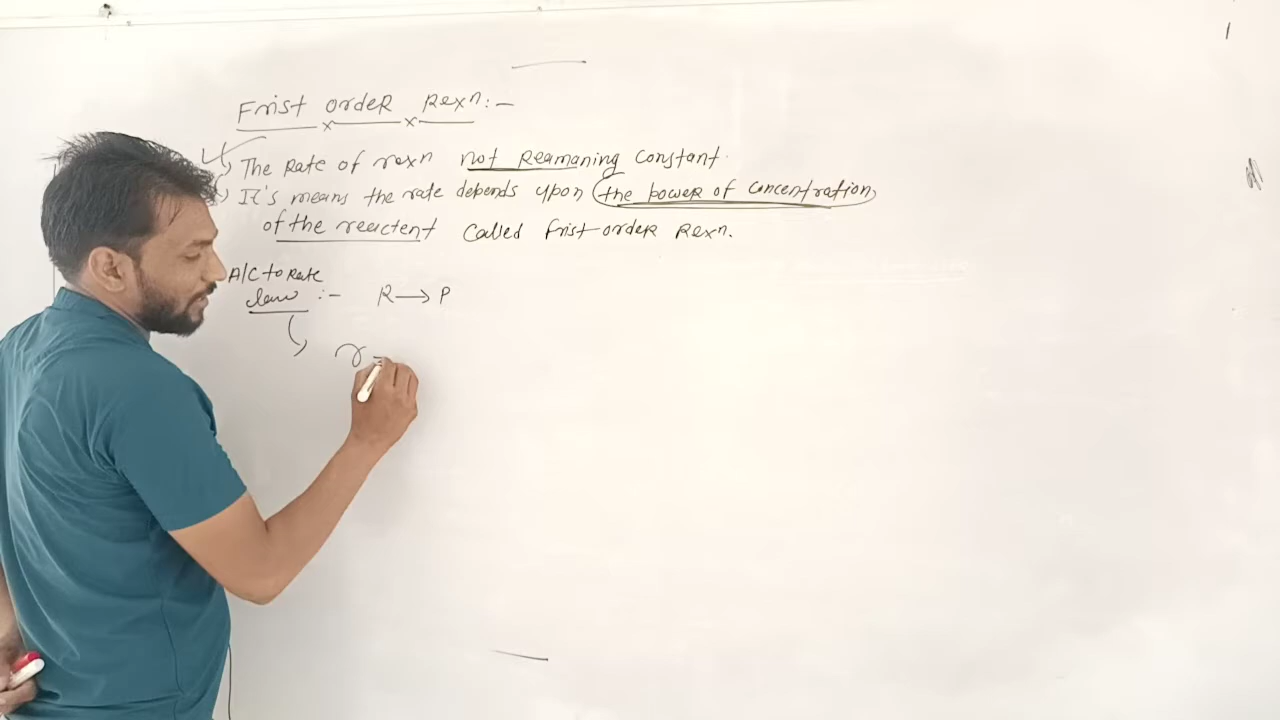 Frist order Rexn:-
The Rate of rexn not Reamaning constant.
It's means the rate depends upon the power of concentration
of the reactent called frist order Rexn.
A/C to Rate
law :- R → P
r =